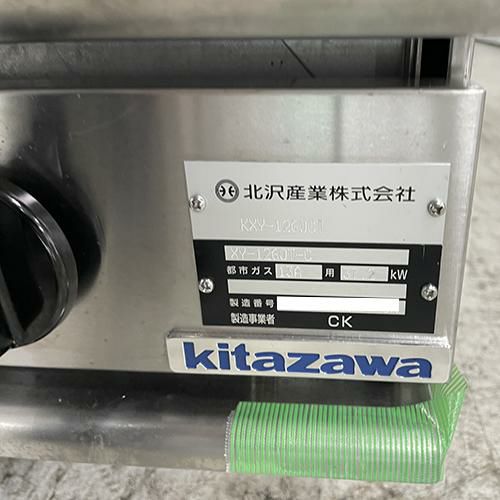 北沢産業株式会社
都市ガス 13A 用 kW
製造番号
製造事業者 CK
kitazawa